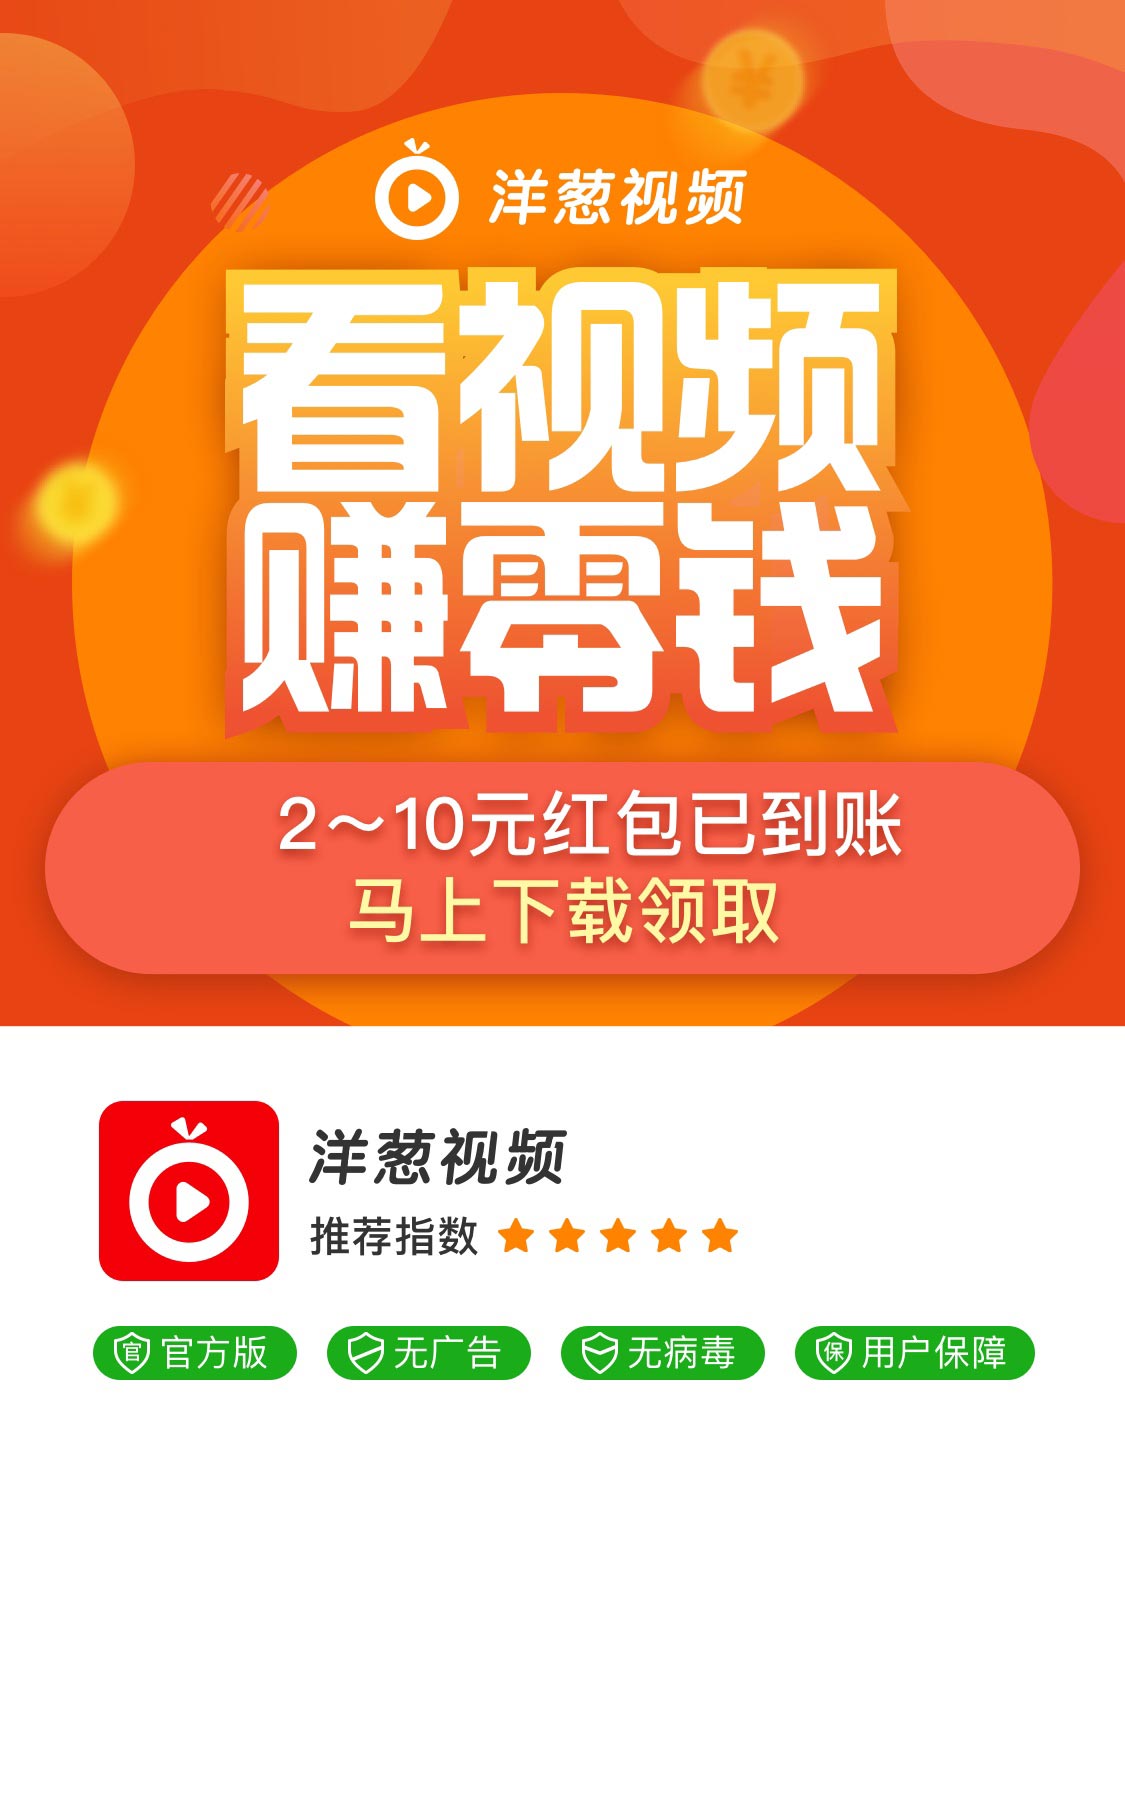 洋葱视频
看视频
赚零钱
2～10元红包已到账
马上下载领取
洋葱视频
推荐指数
官 官方版 无广告 无病毒 保 用户保障